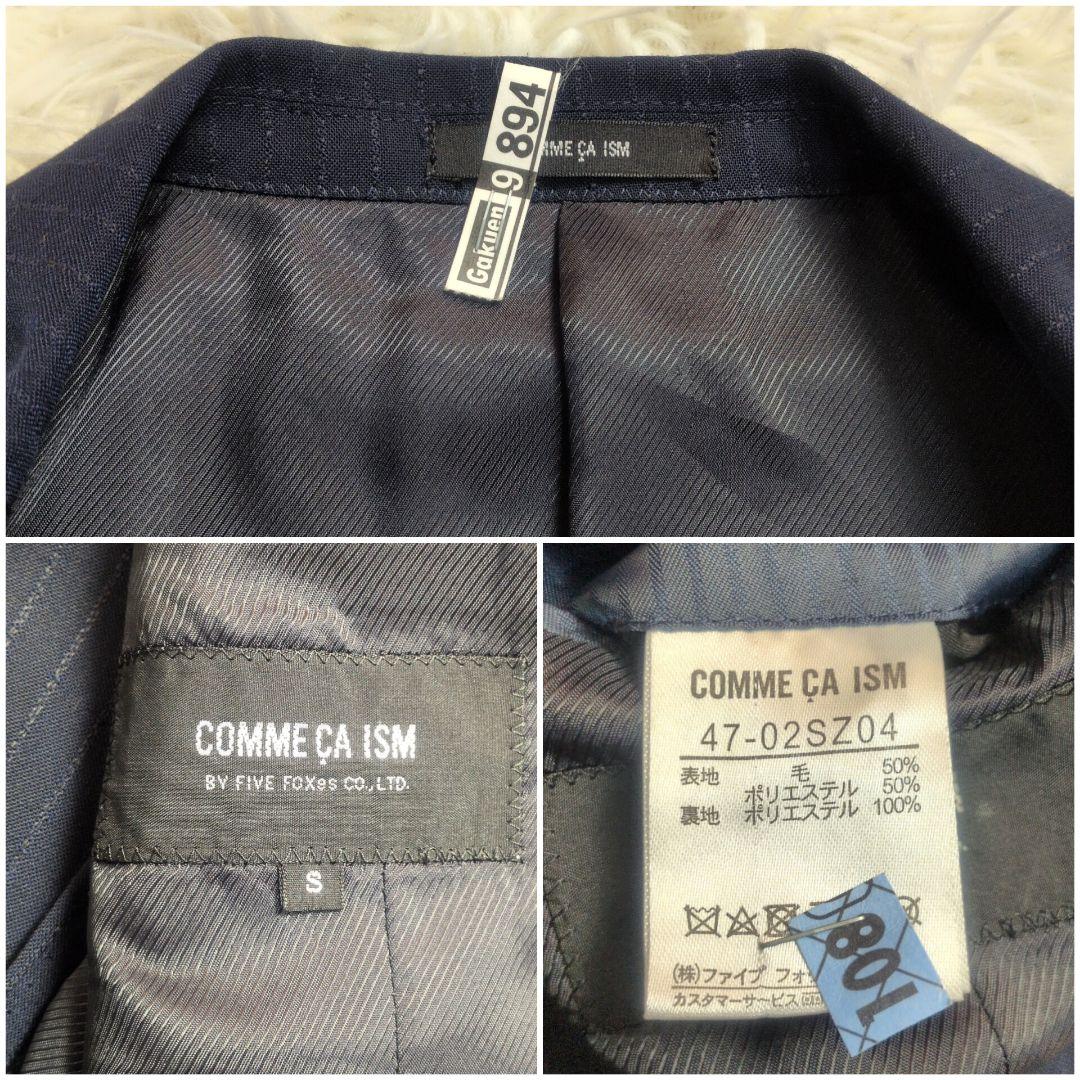 Gakuen 9 894
MME ÇA ISM
COMME ÇA ISM
BY FIVE FOXes CO.,LTD.
S
COMME ÇA ISM
47-02SZ04
表地 毛 50%
ポリエステル 50%
裏地 ポリエステル 100%
(株)ファイブ フォ
カスタマーサービス